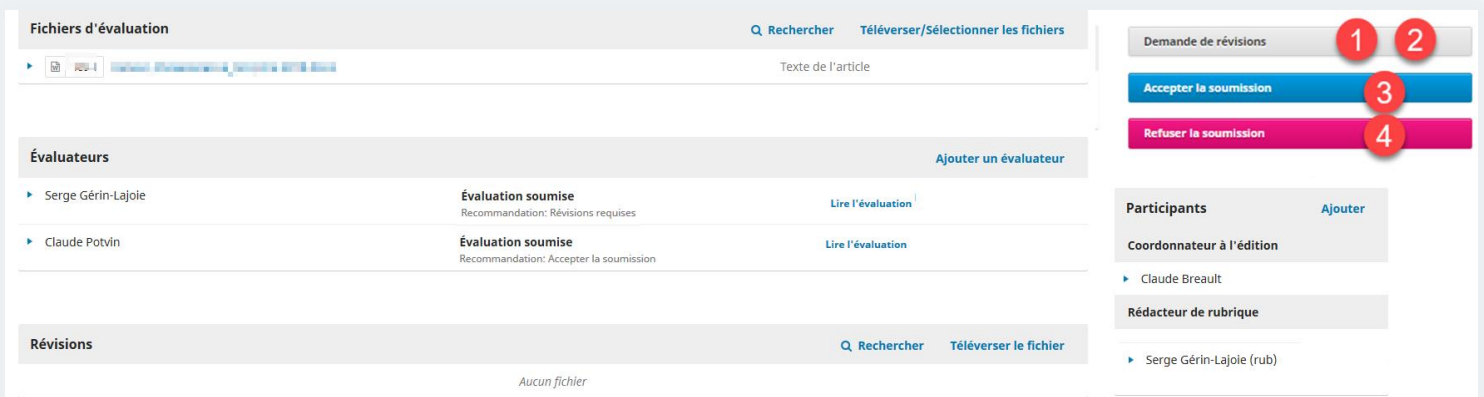 Fichiers d'évaluation
Rechercher Téléverser/Sélectionner les fichiers
Texte de l'article
Évaluateurs
Ajouter un évaluateur
Serge Gérin-Lajoie Évaluation soumise Lire l'évaluation
Recommandation: Révisions requises
Claude Potvin Évaluation soumise Lire l'évaluation
Recommandation: Accepter la soumission
Révisions
Rechercher Téléverser le fichier
Aucun fichier
Demande de révisions 1 2
Accepter la soumission 3
Refuser la soumission 4
Participants Ajouter
Coordonnateur à l'édition
Claude Breault
Rédacteur de rubrique
Serge Gérin-Lajoie (rub)